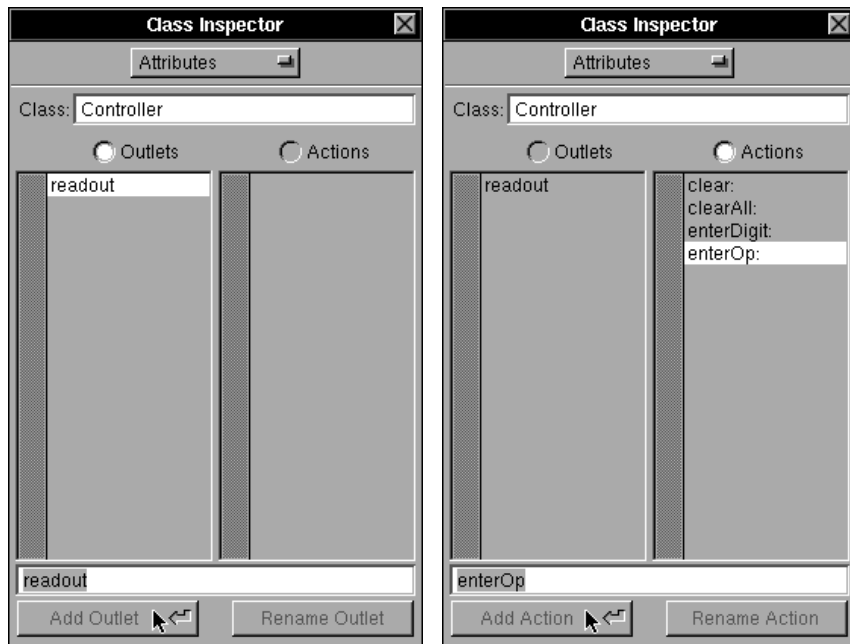 Class Inspector
Attributes
Class: Controller
Outlets Actions
readout
readout
Add Outlet Rename Outlet
Class Inspector
Attributes
Class: Controller
Outlets Actions
readout clear:
clearAll:
enterDigit:
enterOp:
enterOp
Add Action Rename Action